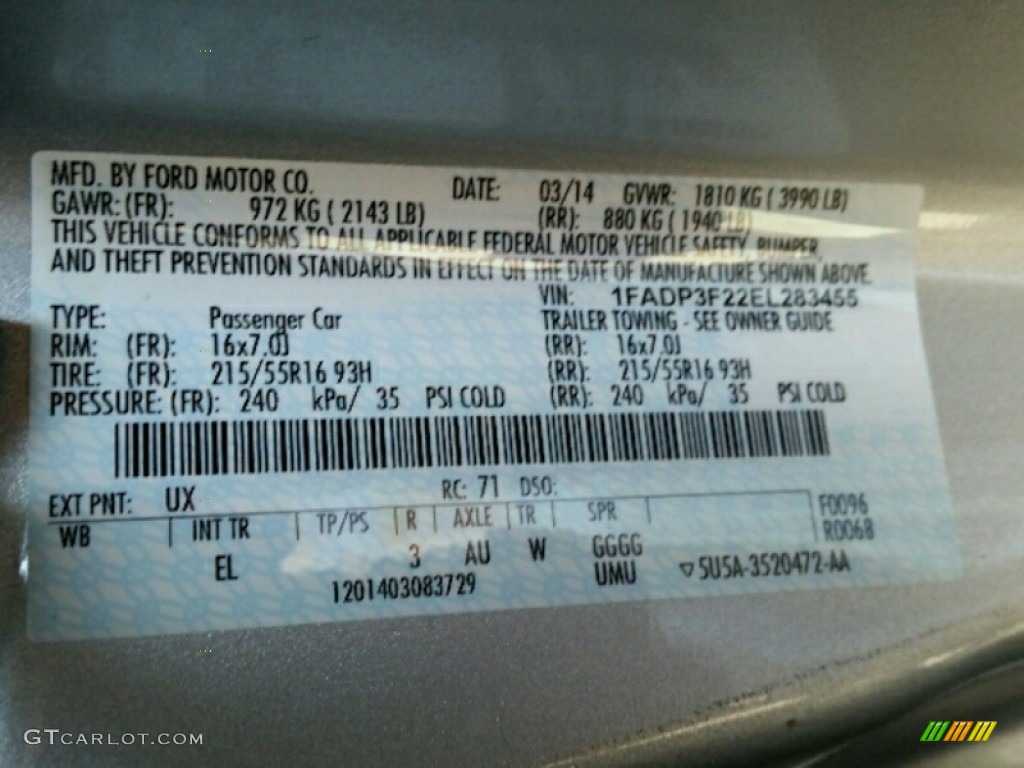 MFD. BY FORD MOTOR CO. DATE: 03/14 GVWR: 1810 KG ( 3990 LB)
GAWR: (FR): 972 KG ( 2143 LB) (RR): 880 KG ( 1940 LB)
THIS VEHICLE CONFORMS TO ALL APPLICABLE FEDERAL MOTOR VEHICLE SAFETY, BUMPER,
AND THEFT PREVENTION STANDARDS IN EFFECT ON THE DATE OF MANUFACTURE SHOWN ABOVE.
VIN: 1FADP3F22EL283455
TYPE: Passenger Car TRAILER TOWING - SEE OWNER GUIDE
RIM: (FR): 16x7.0J (RR): 16x7.0J
TIRE: (FR): 215/55R16 93H (RR): 215/55R16 93H
PRESSURE: (FR): 240 kPa/ 35 PSI COLD (RR): 240 kPa/ 35 PSI COLD
EXT PNT: UX RC: 71 DSO: F0096
WB INT TR TP/PS R AXLE TR SPR R0068
EL 3 AU W GGGG
1201403083729 UMU ▽5U5A-3520472-AA
GTCARLOT.COM